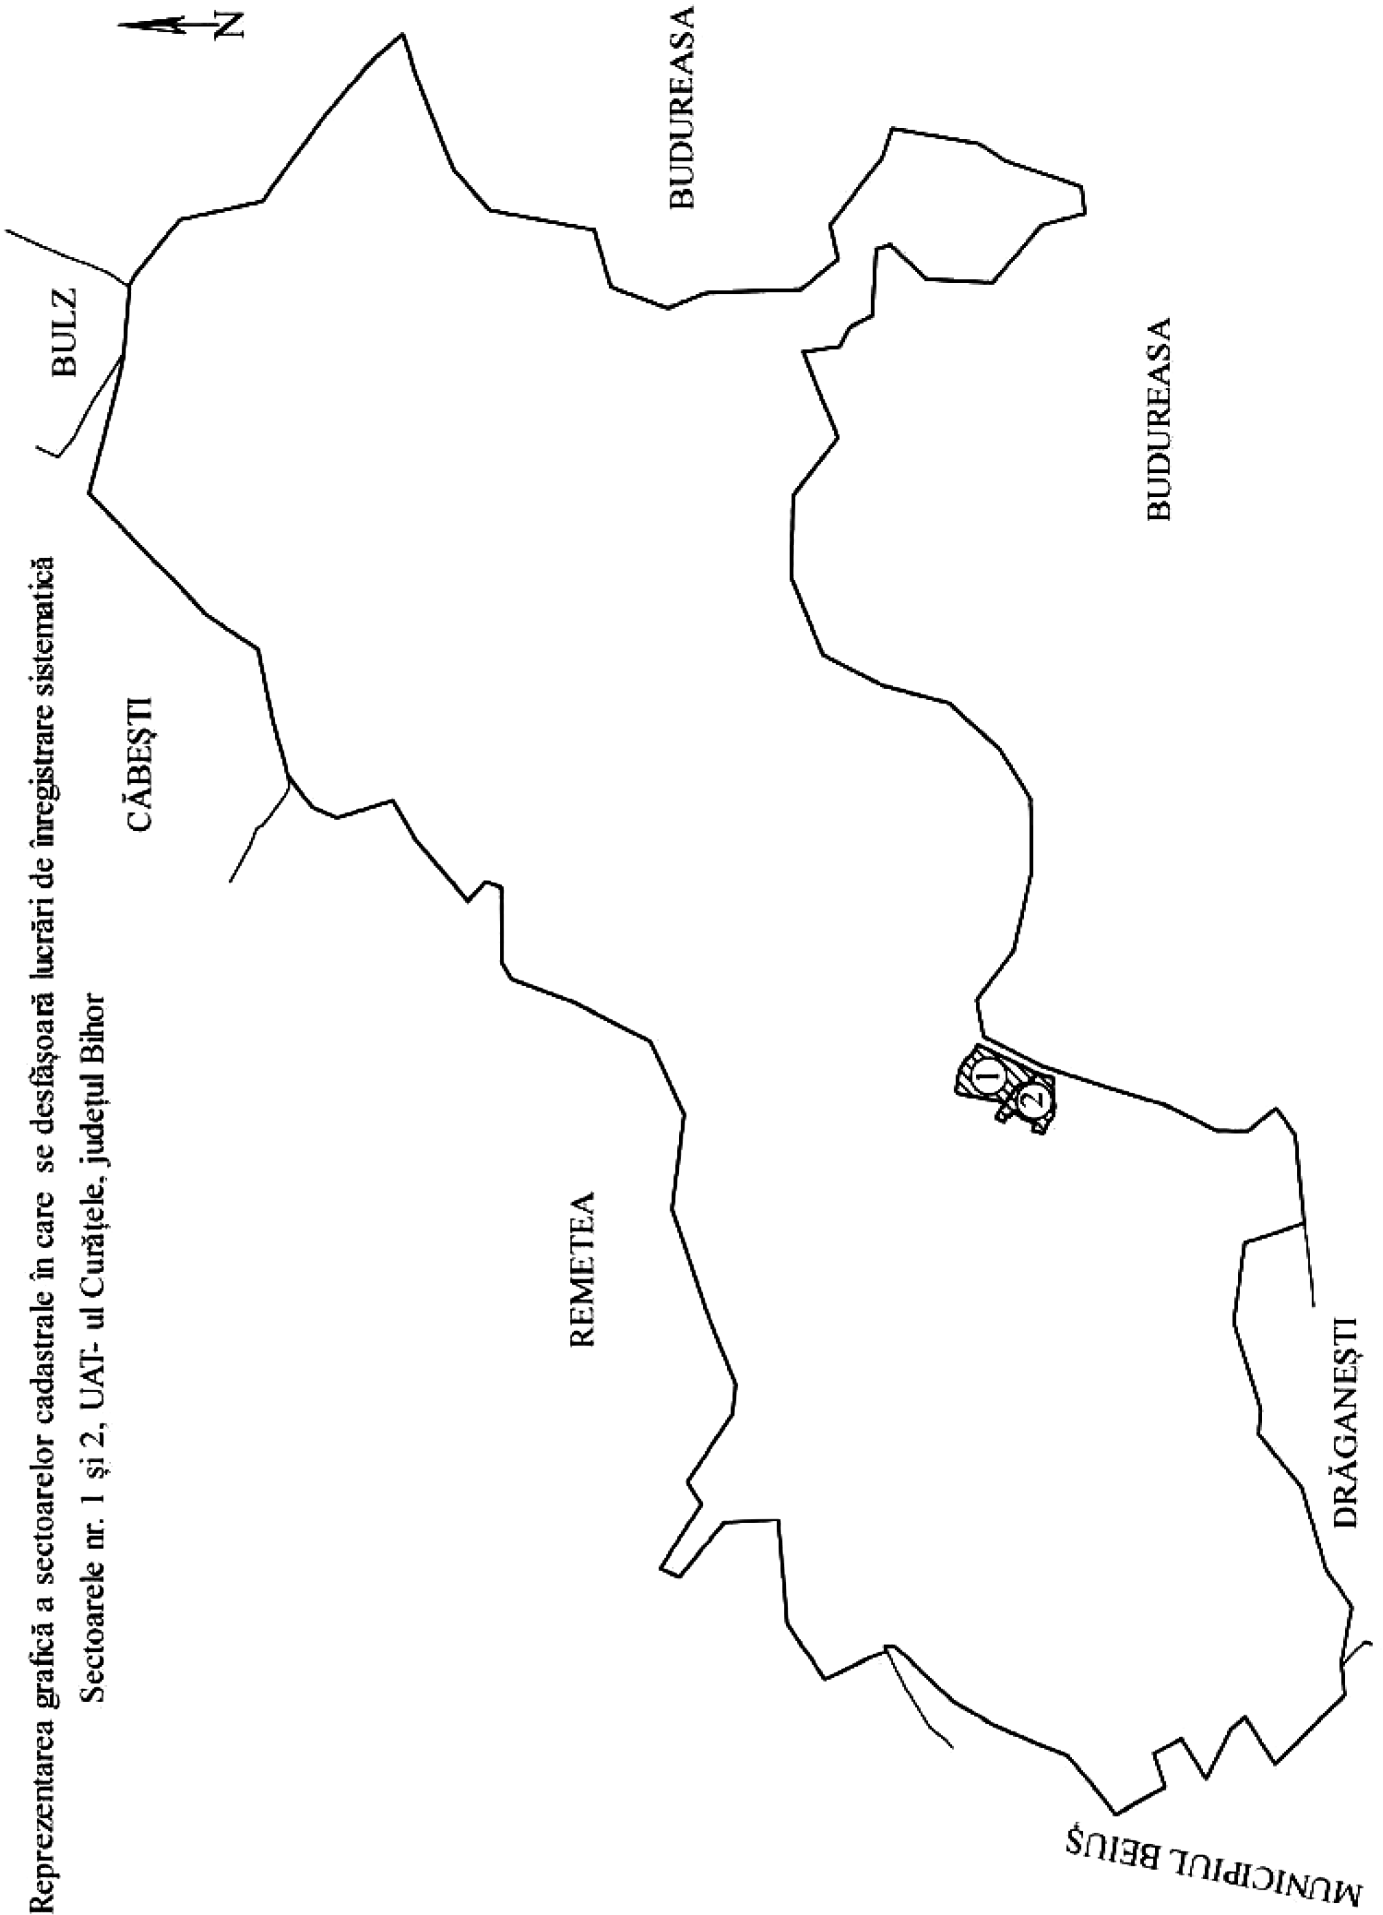 Reprezentarea grafică a sectoarelor cadastrale în care se desfășoară lucrări de înregistrare sistematică
Sectoarele nr. 1 și 2, UAT- ul Curățele, județul Bihor
N
BULZ
CĂBEȘTI
BUDUREASA
REMETEA
BUDUREASA
1
2
DRĂGANEȘTI
MUNICIPIUL BEIUȘ